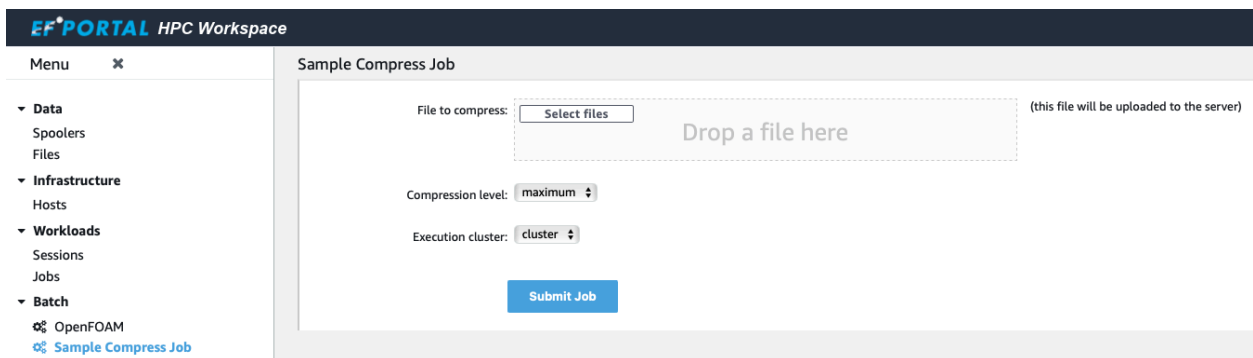 EF PORTAL HPC Workspace
Menu
Data
Spoolers
Files
Infrastructure
Hosts
Workloads
Sessions
Jobs
Batch
OpenFOAM
Sample Compress Job
Sample Compress Job
File to compress: Select files Drop a file here (this file will be uploaded to the server)
Compression level: maximum
Execution cluster: cluster
Submit Job